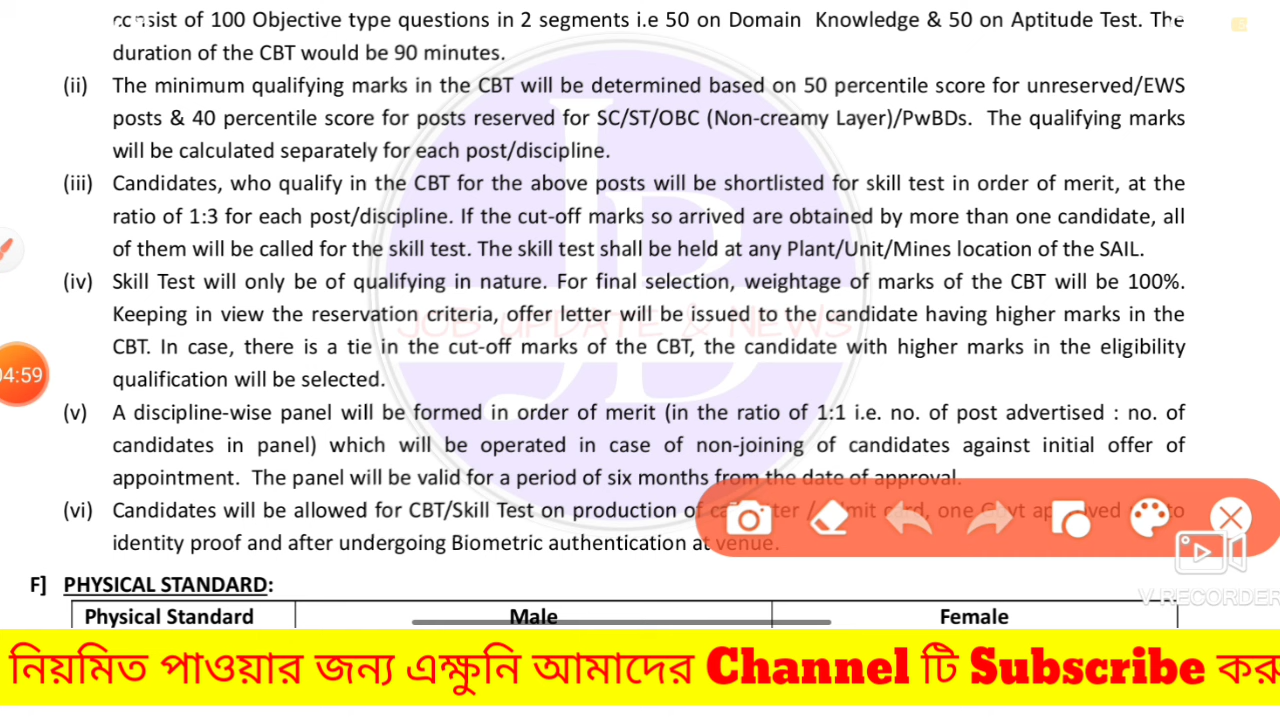 consist of 100 Objective type questions in 2 segments i.e 50 on Domain Knowledge & 50 on Aptitude Test. The
duration of the CBT would be 90 minutes.
(ii) The minimum qualifying marks in the CBT will be determined based on 50 percentile score for unreserved/EWS
posts & 40 percentile score for posts reserved for SC/ST/OBC (Non-creamy Layer)/PwBDs. The qualifying marks
will be calculated separately for each post/discipline.
(iii) Candidates, who qualify in the CBT for the above posts will be shortlisted for skill test in order of merit, at the
ratio of 1:3 for each post/discipline. If the cut-off marks so arrived are obtained by more than one candidate, all
of them will be called for the skill test. The skill test shall be held at any Plant/Unit/Mines location of the SAIL.
(iv) Skill Test will only be of qualifying in nature. For final selection, weightage of marks of the CBT will be 100%.
Keeping in view the reservation criteria, offer letter will be issued to the candidate having higher marks in the
JOB UPDATE & NEWS
CBT. In case, there is a tie in the cut-off marks of the CBT, the candidate with higher marks in the eligibility
04:59
qualification will be selected.
(v) A discipline-wise panel will be formed in order of merit (in the ratio of 1:1 i.e. no. of post advertised : no. of
candidates in panel) which will be operated in case of non-joining of candidates against initial offer of
appointment. The panel will be valid for a period of six months from the date of approval.
(vi) Candidates will be allowed for CBT/Skill Test on production of
identity proof and after undergoing Biometric authentication at venue.
V RECORDER
F] PHYSICAL STANDARD:
Physical Standard Male Female
নিয়মিত পাওয়ার জন্য এক্ষুনি আমাদের Channel টি Subscribe